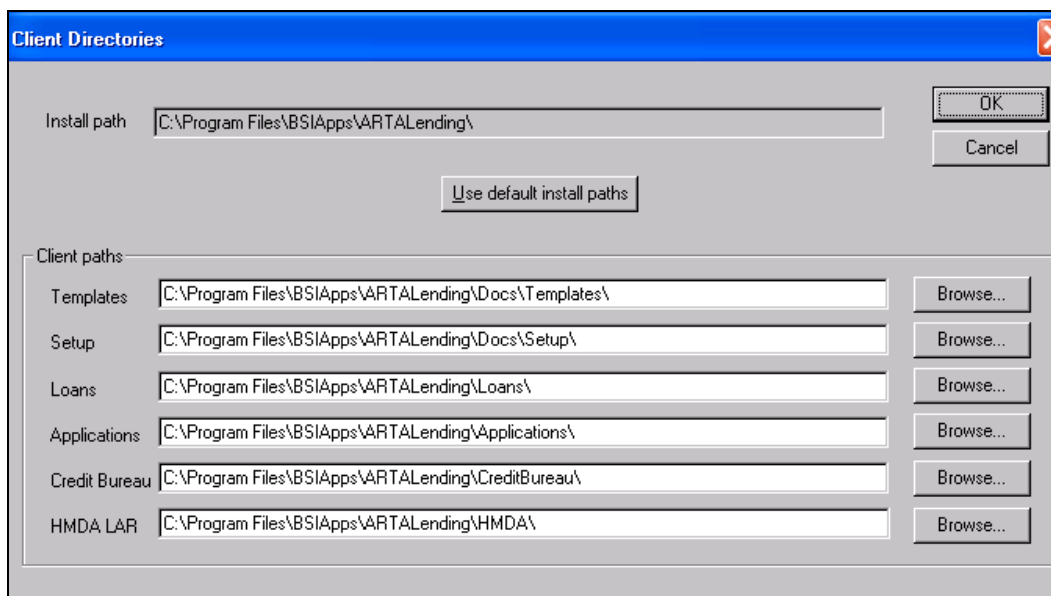 Client Directories
Install path C:\Program Files\BSIApps\ARTALending\
OK
Cancel
Use default install paths
Client paths
Templates C:\Program Files\BSIApps\ARTALending\Docs\Templates\ Browse...
Setup C:\Program Files\BSIApps\ARTALending\Docs\Setup\ Browse...
Loans C:\Program Files\BSIApps\ARTALending\Loans\ Browse...
Applications C:\Program Files\BSIApps\ARTALending\Applications\ Browse...
Credit Bureau C:\Program Files\BSIApps\ARTALending\CreditBureau\ Browse...
HMDA LAR C:\Program Files\BSIApps\ARTALending\HMDA\ Browse...